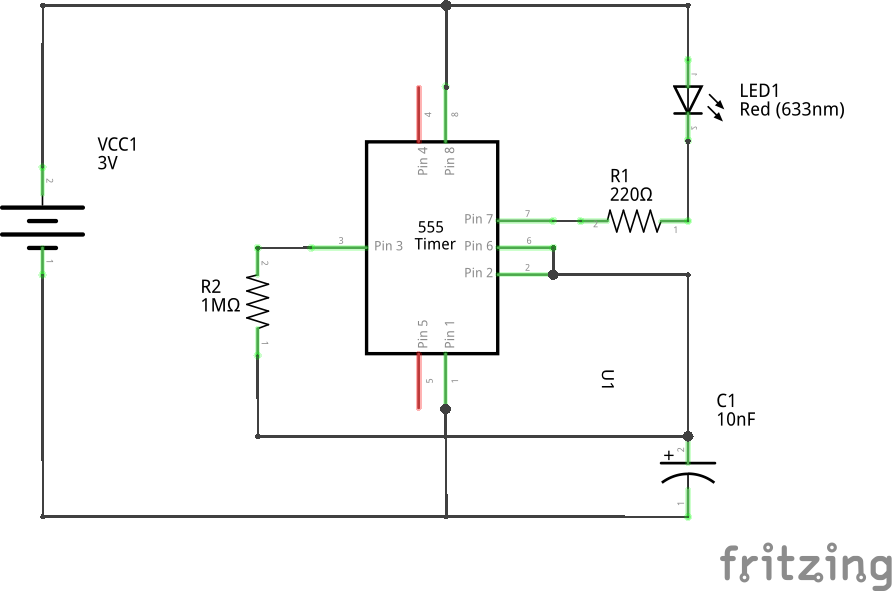 VCC1
3V
2
1
4
8
Pin 4
Pin 8
555
Timer
Pin 3
3
Pin 7
7
Pin 6
6
Pin 2
2
Pin 5
Pin 1
5
1
LED1
Red (633nm)
1
2
R1
220Ω
2
1
R2
1MΩ
2
1
U1
C1
10nF
+
2
1
fritzing